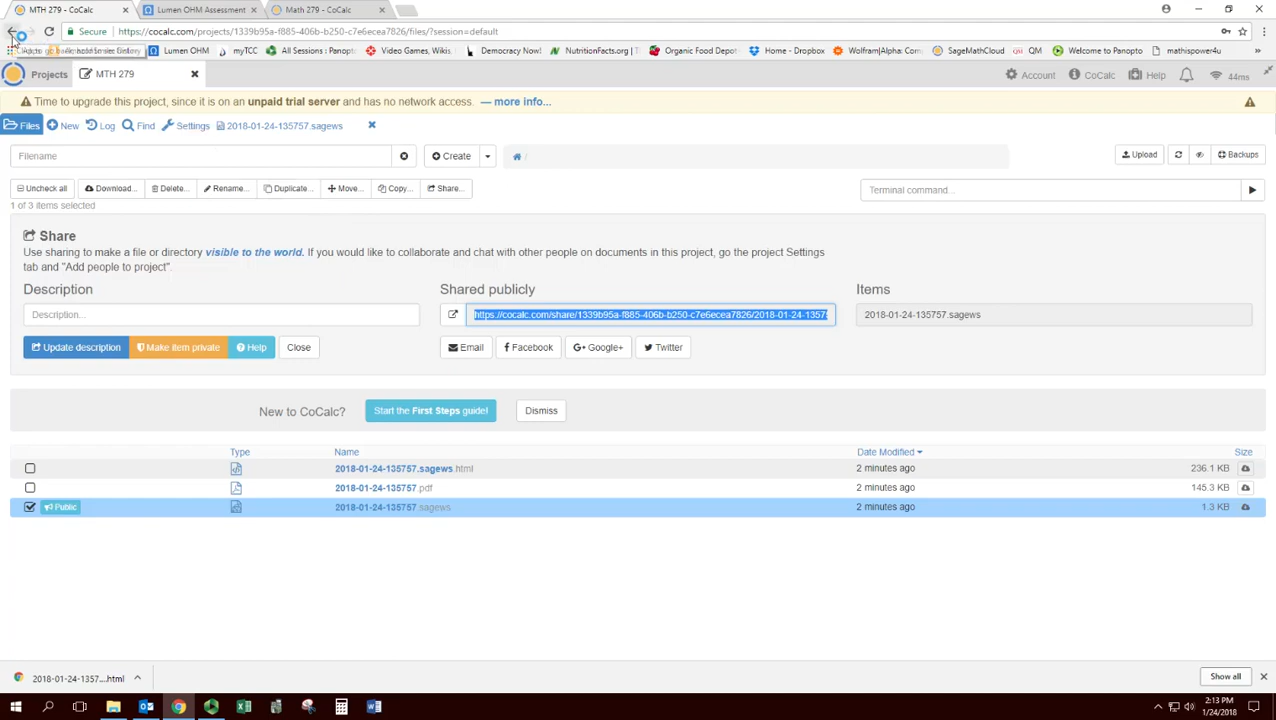 MTH 279 - CoCalc
Lumen OHM Assessment
Math 279 - CoCalc
Secure
https://cocalc.com/projects/1339b95a-f885-406b-b250-c7e6ecea7826/files/?session=default
Lumen OHM
myTCC
All Sessions : Panopto
Video Games, Wikis,
Democracy Now!
NutritionFacts.org |
Organic Food Depot
Home - Dropbox
Wolfram|Alpha: Com
SageMathCloud
QM
Welcome to Panopto
mathispower4u
Projects
MTH 279
Account
CoCalc
Help
44ms
Time to upgrade this project, since it is on an unpaid trial server and has no network access. — more info...
Files
New
Log
Find
Settings
2018-01-24-135757.sagews
Filename
Create
/
Upload
Backups
Uncheck all
Download...
Delete...
Rename...
Duplicate...
Move...
Copy...
Share...
Terminal command...
1 of 3 items selected
Share
Use sharing to make a file or directory visible to the world. If you would like to collaborate and chat with other people on documents in this project, go the project Settings
tab and "Add people to project".
Description
Shared publicly
Items
Description...
https://cocalc.com/share/1339b95a-f885-406b-b250-c7e6ecea7826/2018-01-24-1357
2018-01-24-135757.sagews
Update description
Make item private
Help
Close
Email
Facebook
Google+
Twitter
New to CoCalc?
Start the First Steps guide!
Dismiss
Type
Name
Date Modified
Size
2018-01-24-135757.sagews.html
2 minutes ago
236.1 KB
2018-01-24-135757.pdf
2 minutes ago
145.3 KB
Public
2018-01-24-135757.sagews
2 minutes ago
1.3 KB
2018-01-24-1357....html
Show all
2:13 PM
1/24/2018